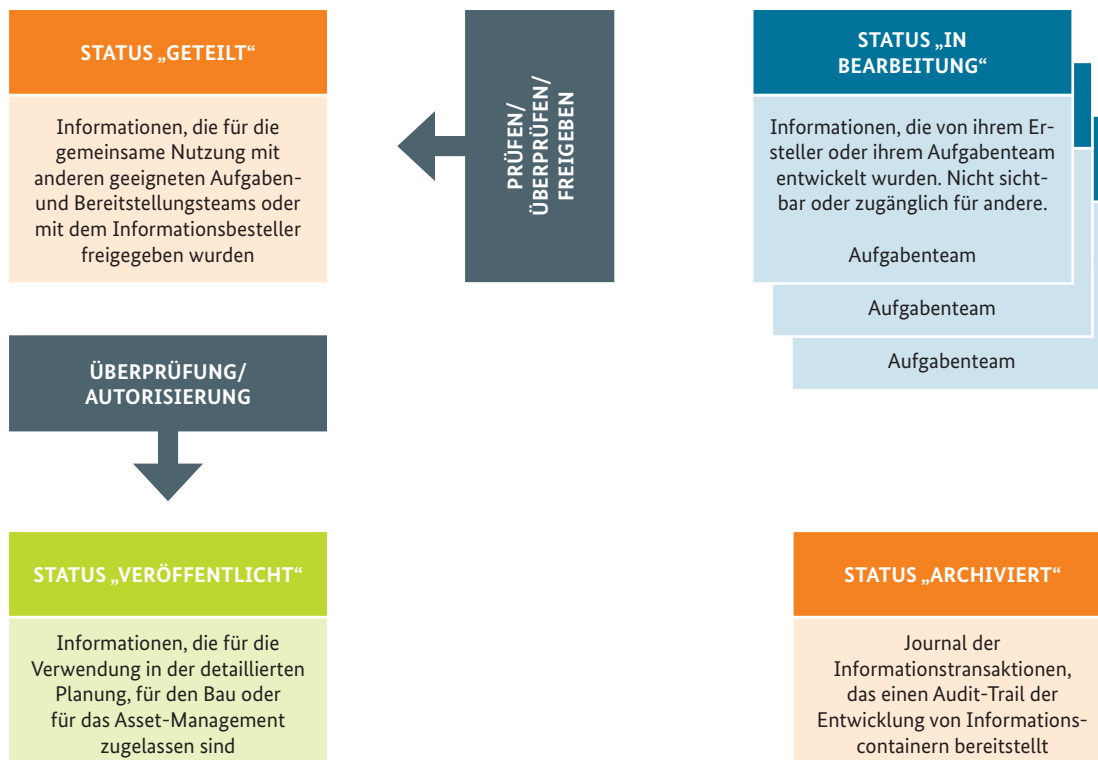 STATUS „GETEILT“
Informationen, die für die
gemeinsame Nutzung mit
anderen geeigneten Aufgaben-
und Bereitstellungsteams oder
mit dem Informationsbesteller
freigegeben wurden
PRÜFEN/
ÜBERPRÜFEN/
FREIGEBEN
STATUS „IN
BEARBEITUNG“
Informationen, die von ihrem Er-
steller oder ihrem Aufgabenteam
entwickelt wurden. Nicht sicht-
bar oder zugänglich für andere.
Aufgabenteam
Aufgabenteam
Aufgabenteam
ÜBERPRÜFUNG/
AUTORISIERUNG
STATUS „VERÖFFENTLICHT“
Informationen, die für die
Verwendung in der detaillierten
Planung, für den Bau oder
für das Asset-Management
zugelassen sind
STATUS „ARCHIVIERT“
Journal der
Informationstransaktionen,
das einen Audit-Trail der
Entwicklung von Informations-
containern bereitstellt